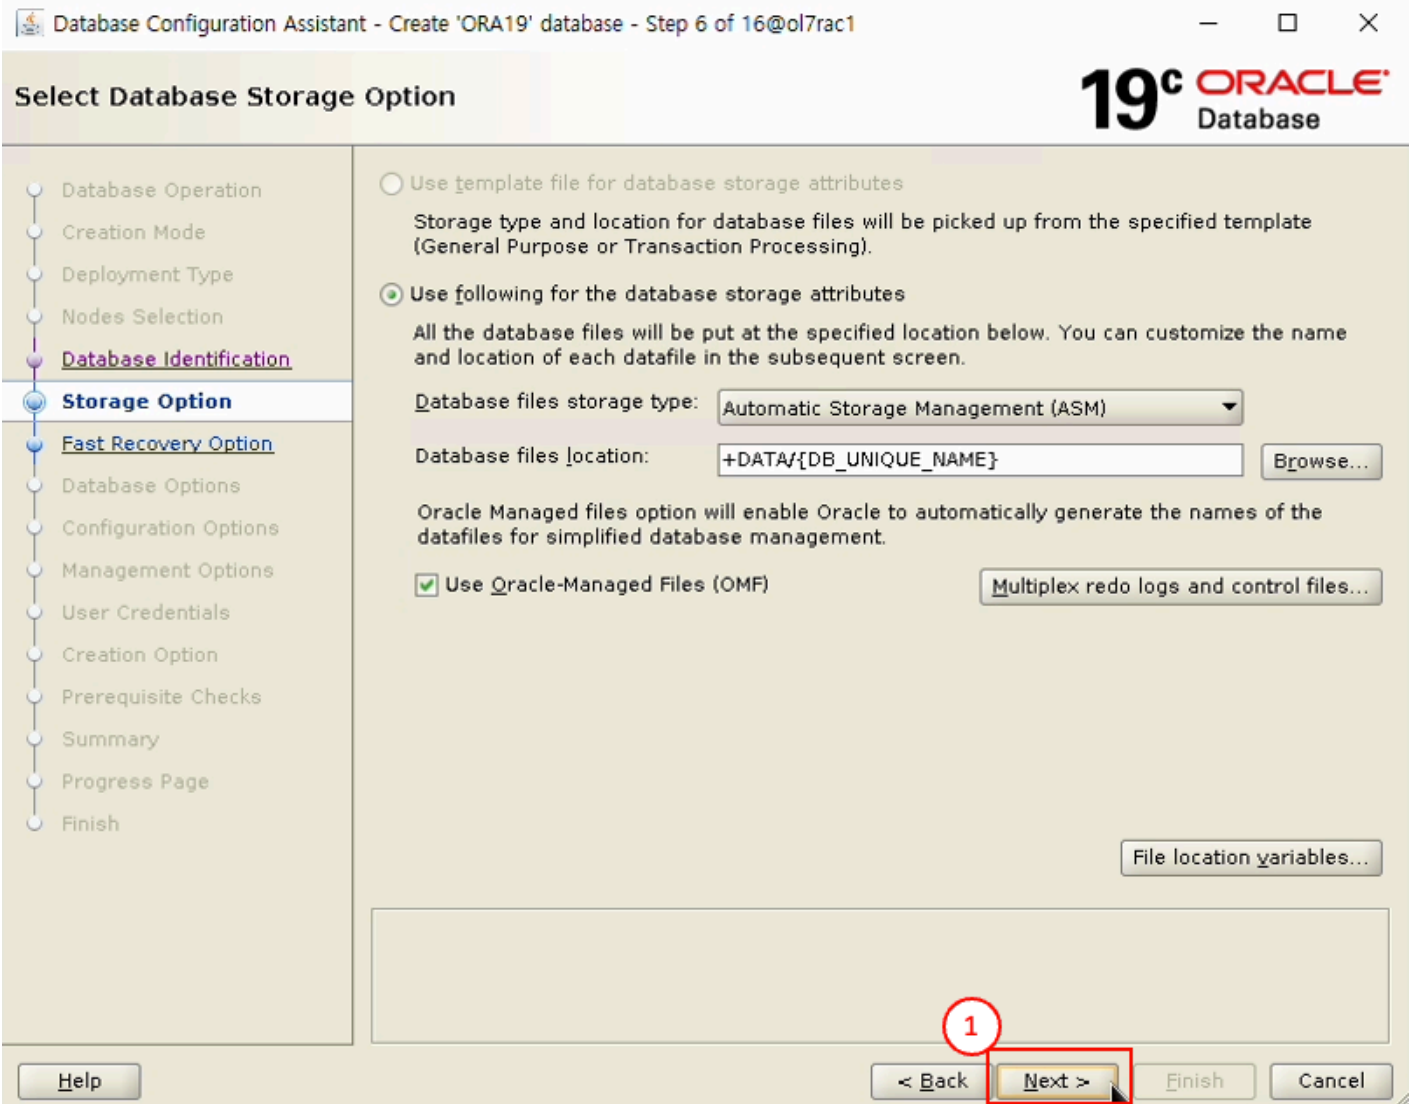 Database Configuration Assistant - Create 'ORA19' database - Step 6 of 16@ol7rac1
Select Database Storage Option
19c ORACLE
Database
Database Operation
Creation Mode
Deployment Type
Nodes Selection
Database Identification
Storage Option
Fast Recovery Option
Database Options
Configuration Options
Management Options
User Credentials
Creation Option
Prerequisite Checks
Summary
Progress Page
Finish
Use template file for database storage attributes
Storage type and location for database files will be picked up from the specified template
(General Purpose or Transaction Processing).
Use following for the database storage attributes
All the database files will be put at the specified location below. You can customize the name
and location of each datafile in the subsequent screen.
Database files storage type: Automatic Storage Management (ASM)
Database files location: +DATA/{DB_UNIQUE_NAME} Browse...
Oracle Managed files option will enable Oracle to automatically generate the names of the
datafiles for simplified database management.
Use Oracle-Managed Files (OMF) Multiplex redo logs and control files...
File location variables...
1
Help < Back Next > Finish Cancel